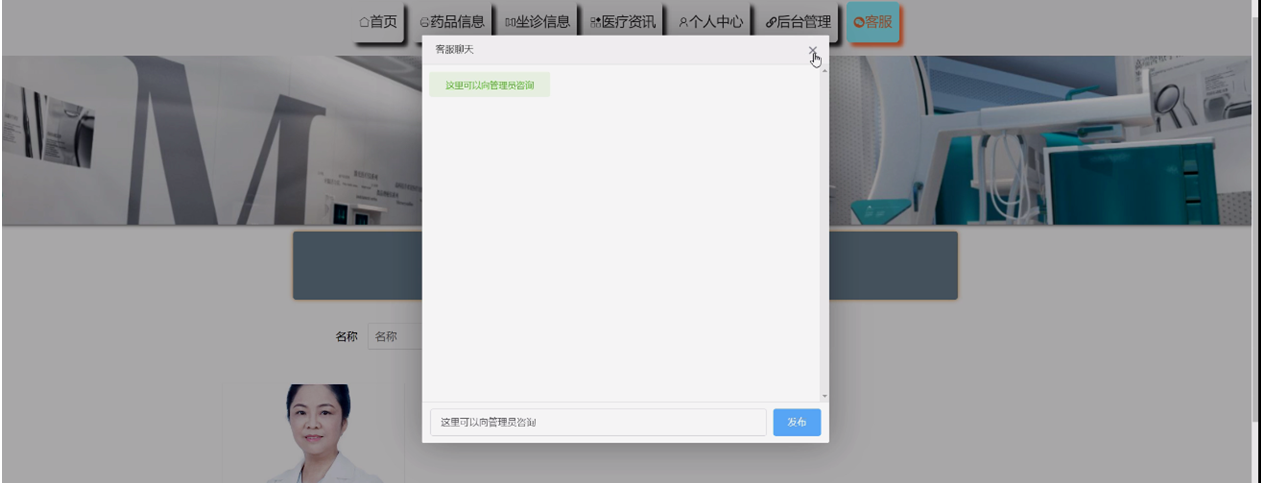 首页 药品信息 坐诊信息 医疗资讯 个人中心 后台管理 客服
客服聊天
这里可以向管理员咨询
M
名称 名称
这里可以向管理员咨询 发布